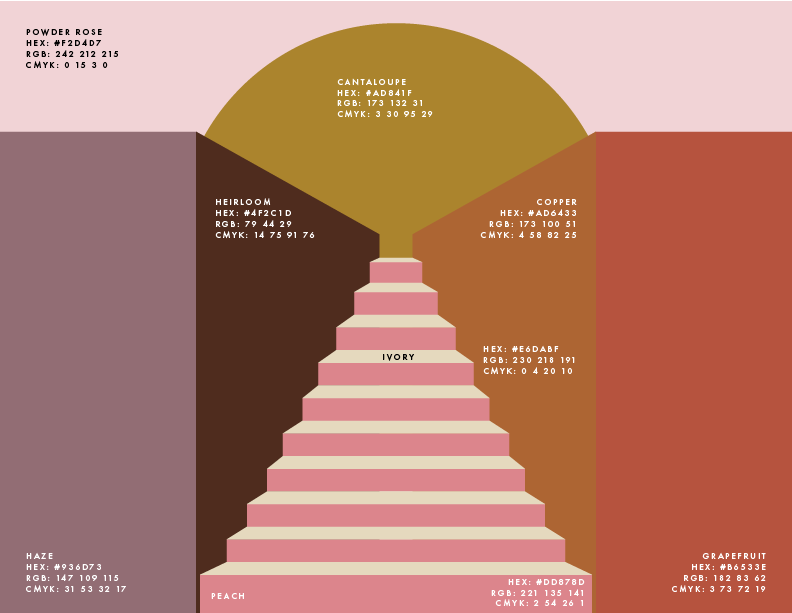 POWDER ROSE
HEX: #F2D4D7
RGB: 242 212 215
CMYK: 0 15 3 0
CANTALOUPE
HEX: #AD841F
RGB: 173 132 31
CMYK: 3 30 95 29
HEIRLOOM
HEX: #4F2C1D
RGB: 79 44 29
CMYK: 14 75 91 76
COPPER
HEX: #AD6433
RGB: 173 100 51
CMYK: 4 58 82 25
IVORY
HEX: #E6DABF
RGB: 230 218 191
CMYK: 0 4 20 10
HAZE
HEX: #936D73
RGB: 147 109 115
CMYK: 31 53 32 17
PEACH
HEX: #DD878D
RGB: 221 135 141
CMYK: 2 54 26 1
GRAPEFRUIT
HEX: #B6533E
RGB: 182 83 62
CMYK: 3 73 72 19